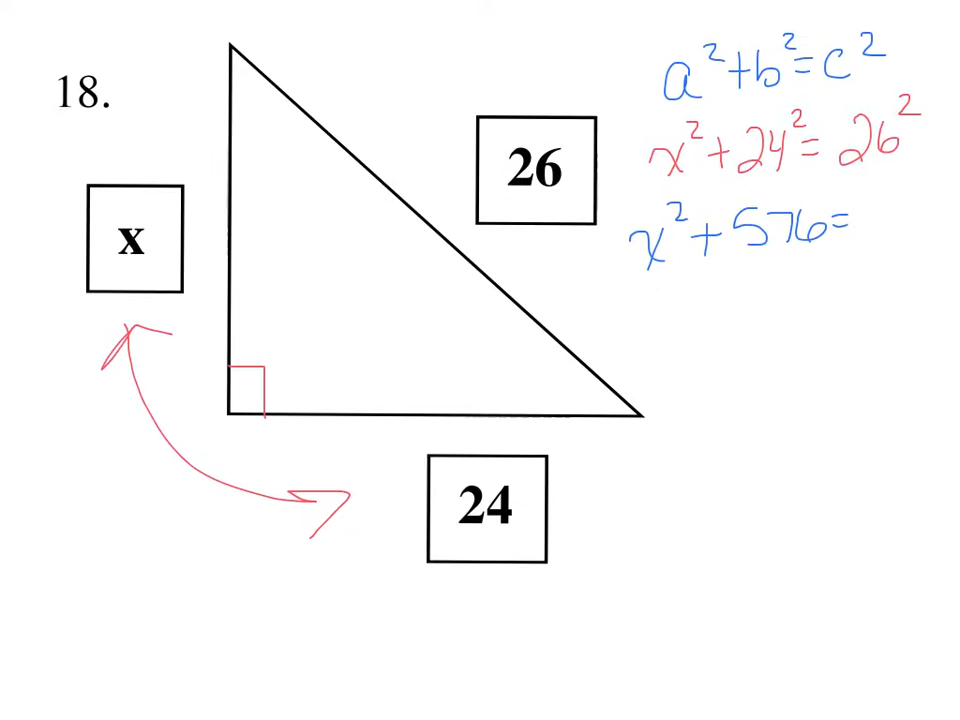 18.
a² + b² = c²
26
x² + 24² = 26²
x
x² + 576 =
24